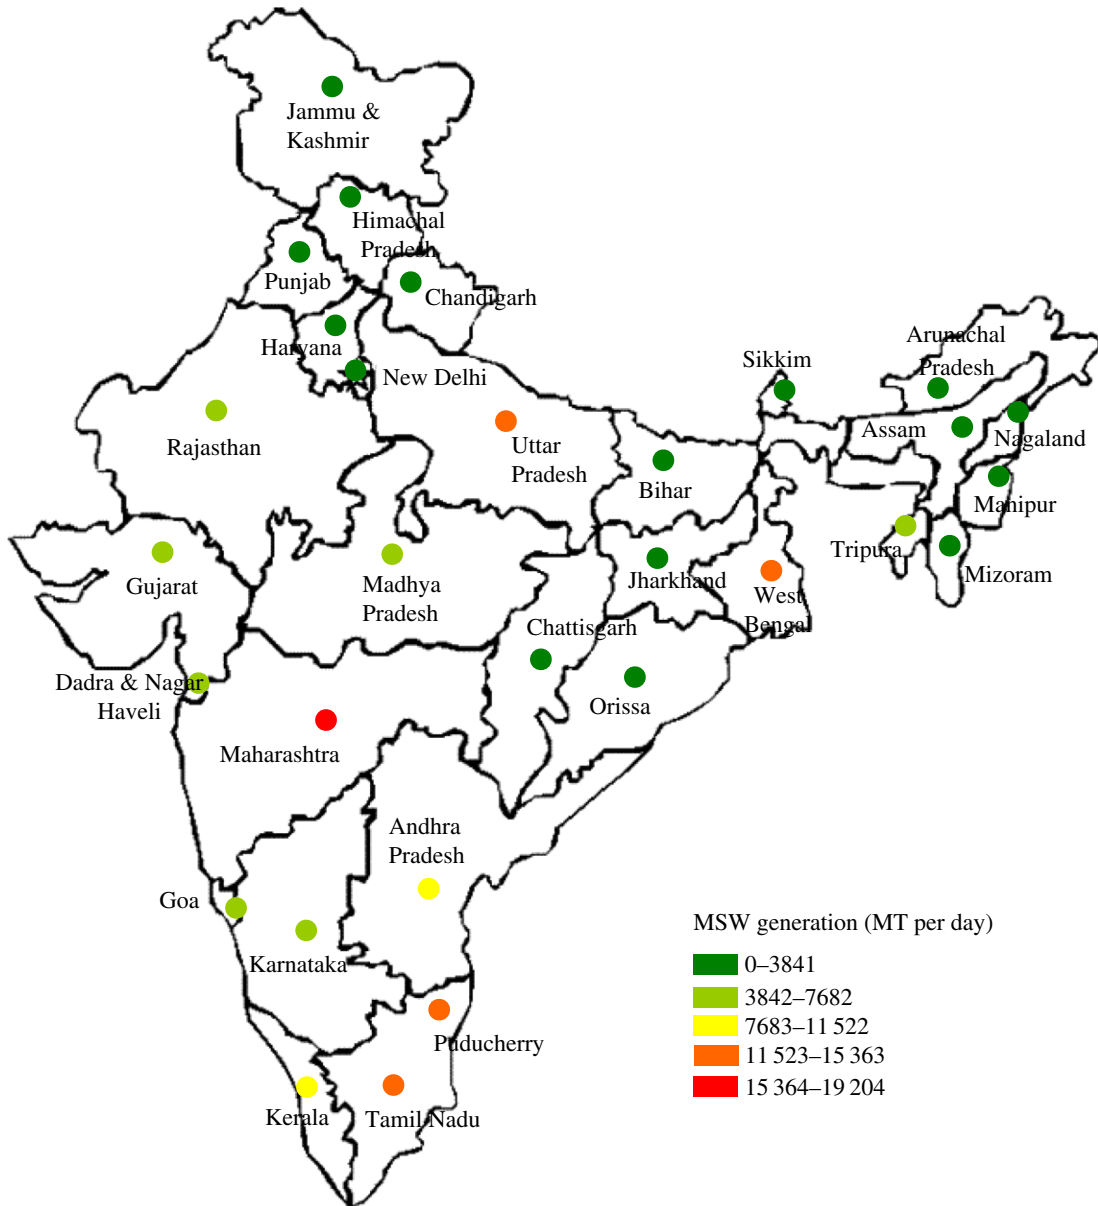 Jammu &
Kashmir
Himachal
Pradesh
Punjab
Chandigarh
Haryana
New Delhi
Sikkim
Arunachal
Pradesh
Rajasthan
Uttar
Pradesh
Assam
Nagaland
Bihar
Manipur
Tripura
Mizoram
Gujarat
Madhya
Pradesh
Jharkhand
West
Bengal
Chattisgarh
Dadra & Nagar
Haveli
Orissa
Maharashtra
Andhra
Pradesh
Goa
Karnataka
Puducherry
Kerala
Tamil Nadu
MSW generation (MT per day)
0–3841
3842–7682
7683–11 522
11 523–15 363
15 364–19 204